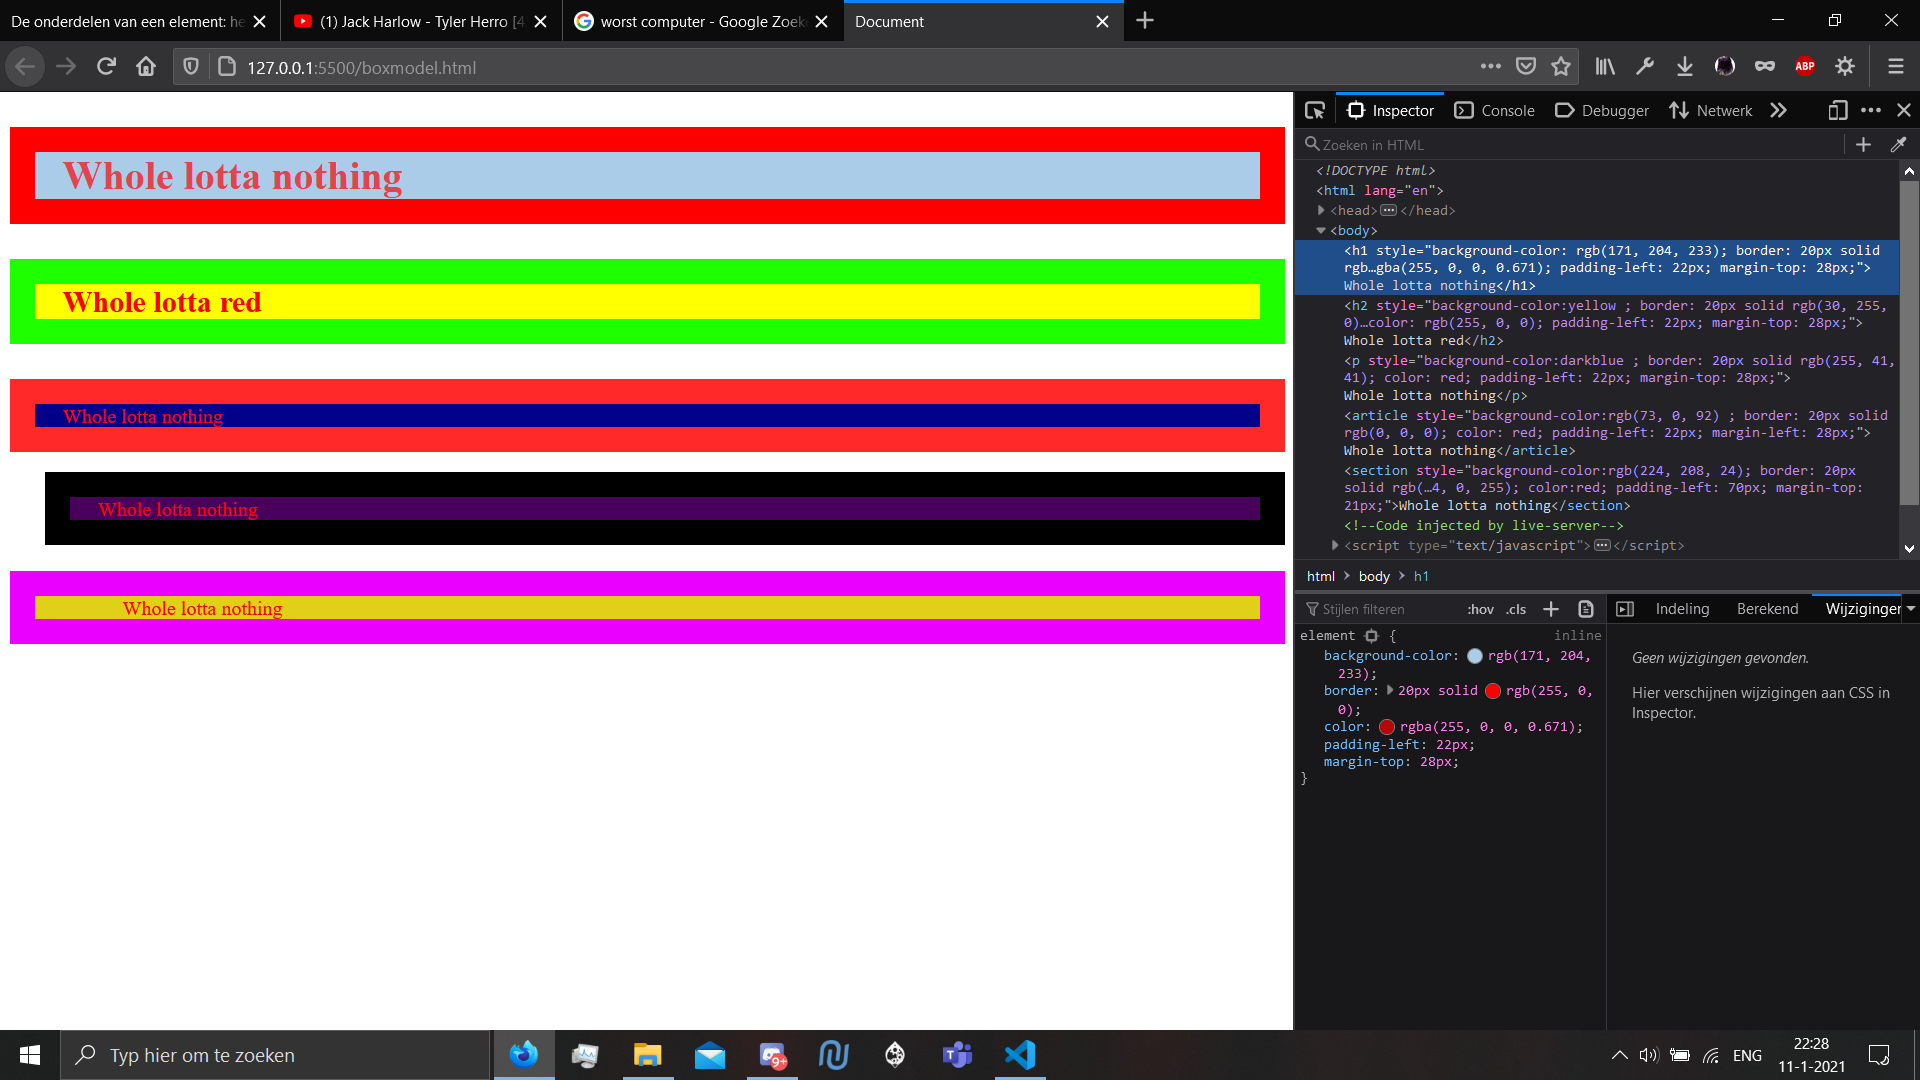 De onderdelen van een element: he
(1) Jack Harlow - Tyler Herro [4
worst computer - Google Zoek
Document
127.0.0.1:5500/boxmodel.html
ABP
Whole lotta nothing
Whole lotta red
Whole lotta nothing
Whole lotta nothing
Whole lotta nothing
Inspector
Console
Debugger
Netwerk
Zoeken in HTML
<!DOCTYPE html>
<html lang="en">
<head>
</head>
<body>
<h1 style="background-color: rgb(171, 204, 233); border: 20px solid
rgb…gba(255, 0, 0, 0.671); padding-left: 22px; margin-top: 28px;">
Whole lotta nothing</h1>
<h2 style="background-color:yellow ; border: 20px solid rgb(30, 255,
0)…color: rgb(255, 0, 0); padding-left: 22px; margin-top: 28px;">
Whole lotta red</h2>
<p style="background-color:darkblue ; border: 20px solid rgb(255, 41,
41); color: red; padding-left: 22px; margin-top: 28px;">
Whole lotta nothing</p>
<article style="background-color:rgb(73, 0, 92) ; border: 20px solid
rgb(0, 0, 0); color: red; padding-left: 22px; margin-left: 28px;">
Whole lotta nothing</article>
<section style="background-color:rgb(224, 208, 24); border: 20px
solid rgb(…4, 0, 255); color:red; padding-left: 70px; margin-top:
21px;">Whole lotta nothing</section>
<!--Code injected by live-server-->
<script type="text/javascript">
</script>
html
body
h1
Stijlen filteren
:hov
.cls
Indeling
Berekend
Wijzigingen
element {
inline
background-color: rgb(171, 204,
233);
border: 20px solid rgb(255, 0,
0);
color: rgba(255, 0, 0, 0.671);
padding-left: 22px;
margin-top: 28px;
}
Geen wijzigingen gevonden.
Hier verschijnen wijzigingen aan CSS in
Inspector.
Typ hier om te zoeken
9+
T
ENG
22:28
11-1-2021